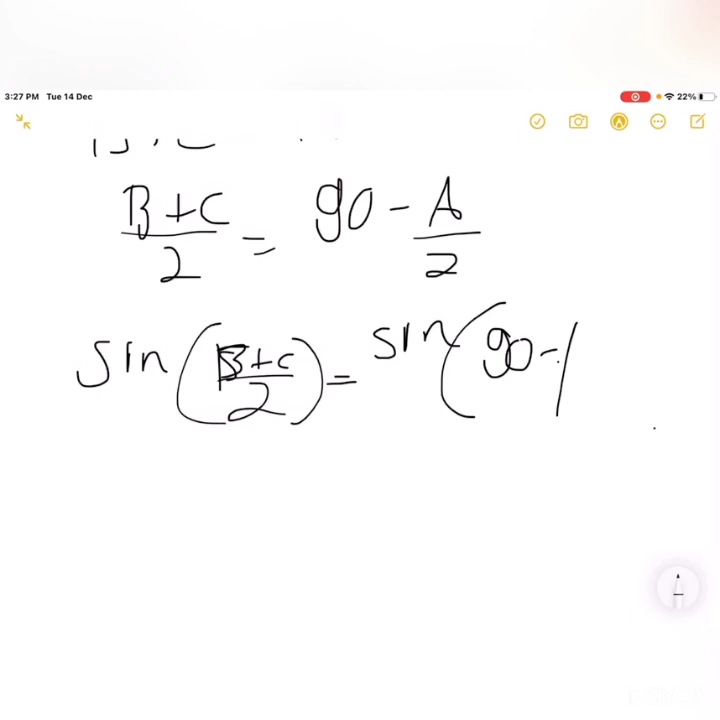 3:27 PM Tue 14 Dec 22%
B+C/2 = 90 - A/2
sin(B+C/2) = sin(90 -